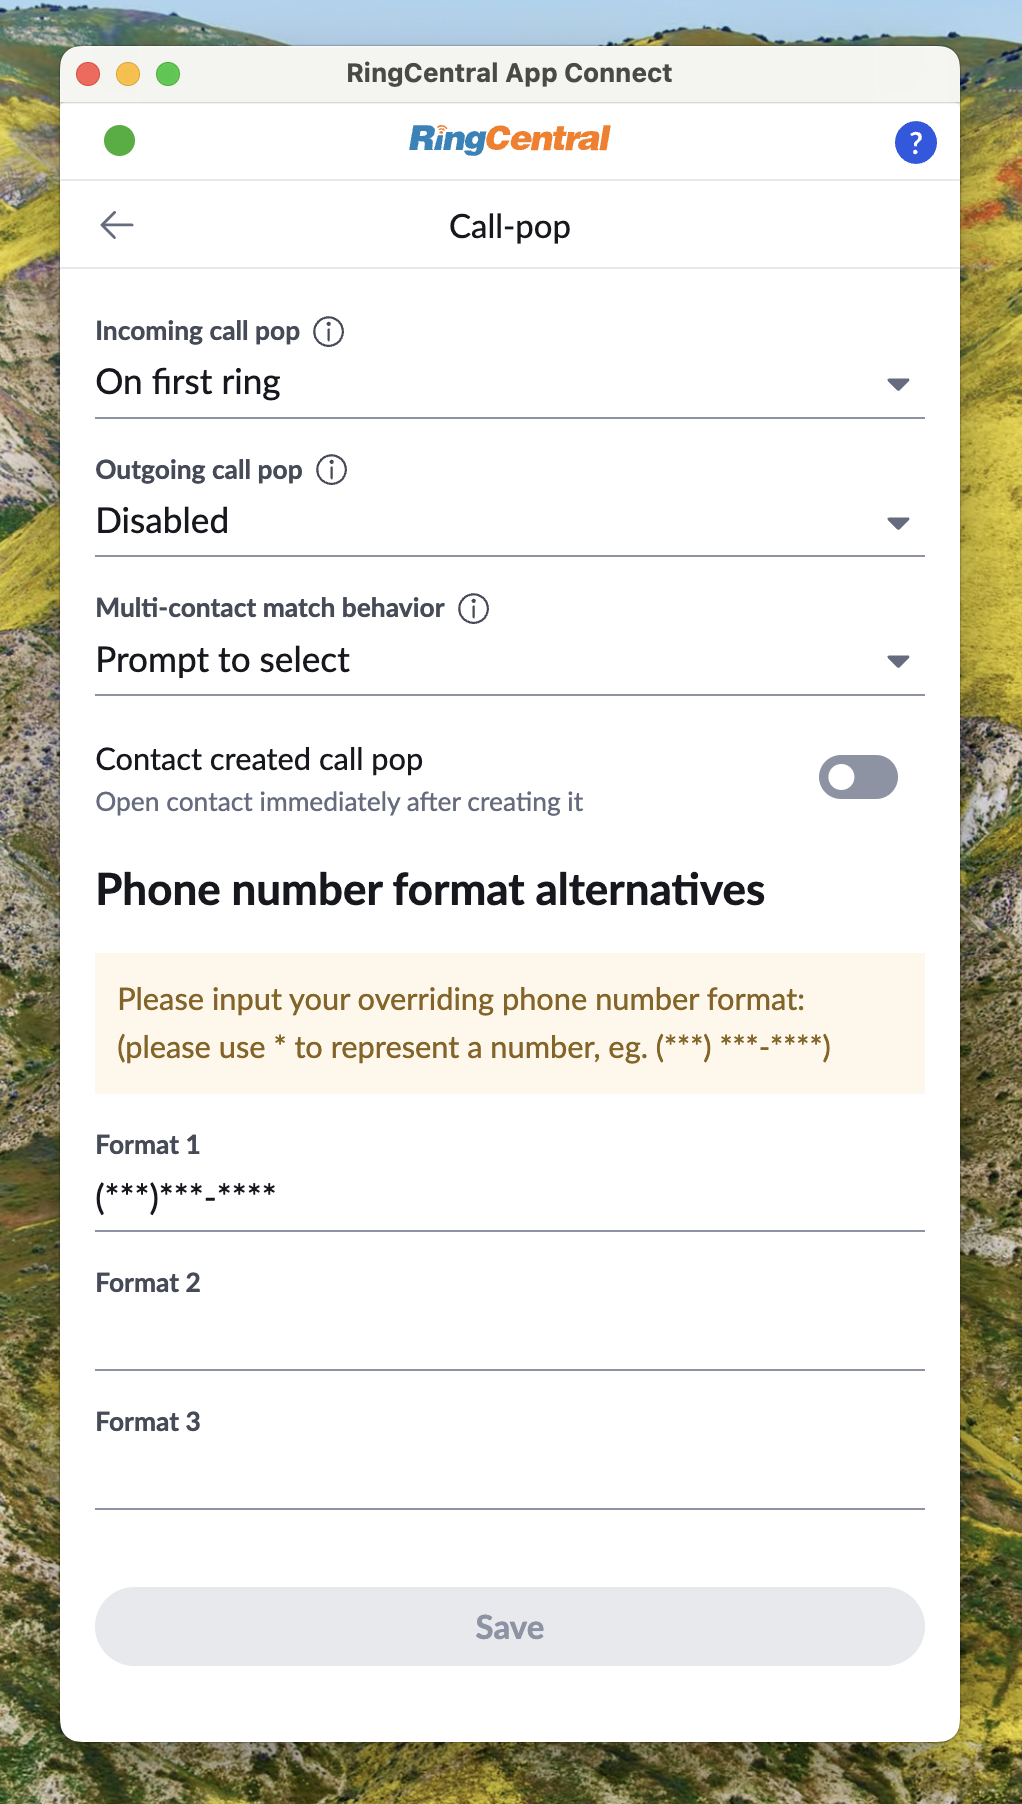 RingCentral App Connect
RingCentral
?
Call-pop
Incoming call pop
On first ring
Outgoing call pop
Disabled
Multi-contact match behavior
Prompt to select
Contact created call pop
Open contact immediately after creating it
Phone number format alternatives
Please input your overriding phone number format:
(please use * to represent a number, eg. (***) ***-****)
Format 1
(***)***-****
Format 2
Format 3
Save